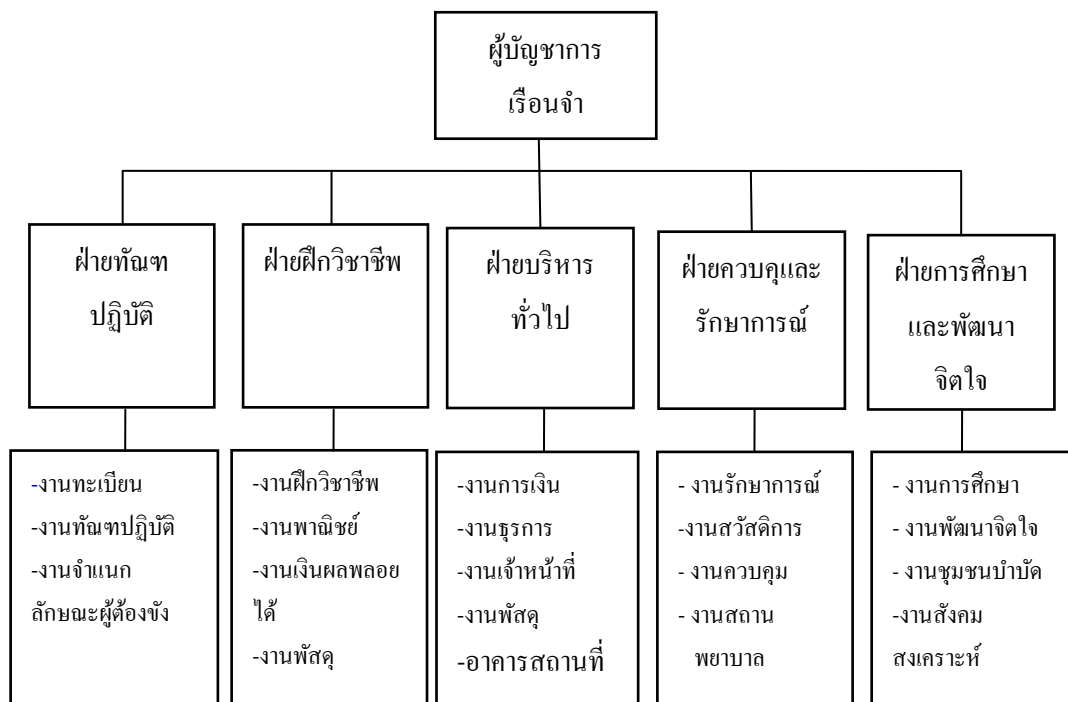 ผู้บัญชาการ
เรือนจำ
ฝ่ายทัณฑ
ปฏิบัติ
ฝ่ายฝึกวิชาชีพ
ฝ่ายบริหาร
ทั่วไป
ฝ่ายควบคุและ
รักษาการณ์
ฝ่ายการศึกษา
และพัฒนา
จิตใจ
-งานทะเบียน
-งานทัณฑปฏิบัติ
-งานจำแนก
ลักษณะผู้ต้องขัง
-งานฝึกวิชาชีพ
-งานพาณิชย์
-งานเงินผลพลอย
ได้
-งานพัสดุ
-งานการเงิน
-งานธุรการ
-งานเจ้าหน้าที่
-งานพัสดุ
-อาคารสถานที่
- งานรักษาการณ์
-งานสวัสดิการ
- งานควบคุม
- งานสถาน
พยาบาล
- งานการศึกษา
- งานพัฒนาจิตใจ
- งานชุมชนบำบัด
-งานสังคม
สงเคราะห์